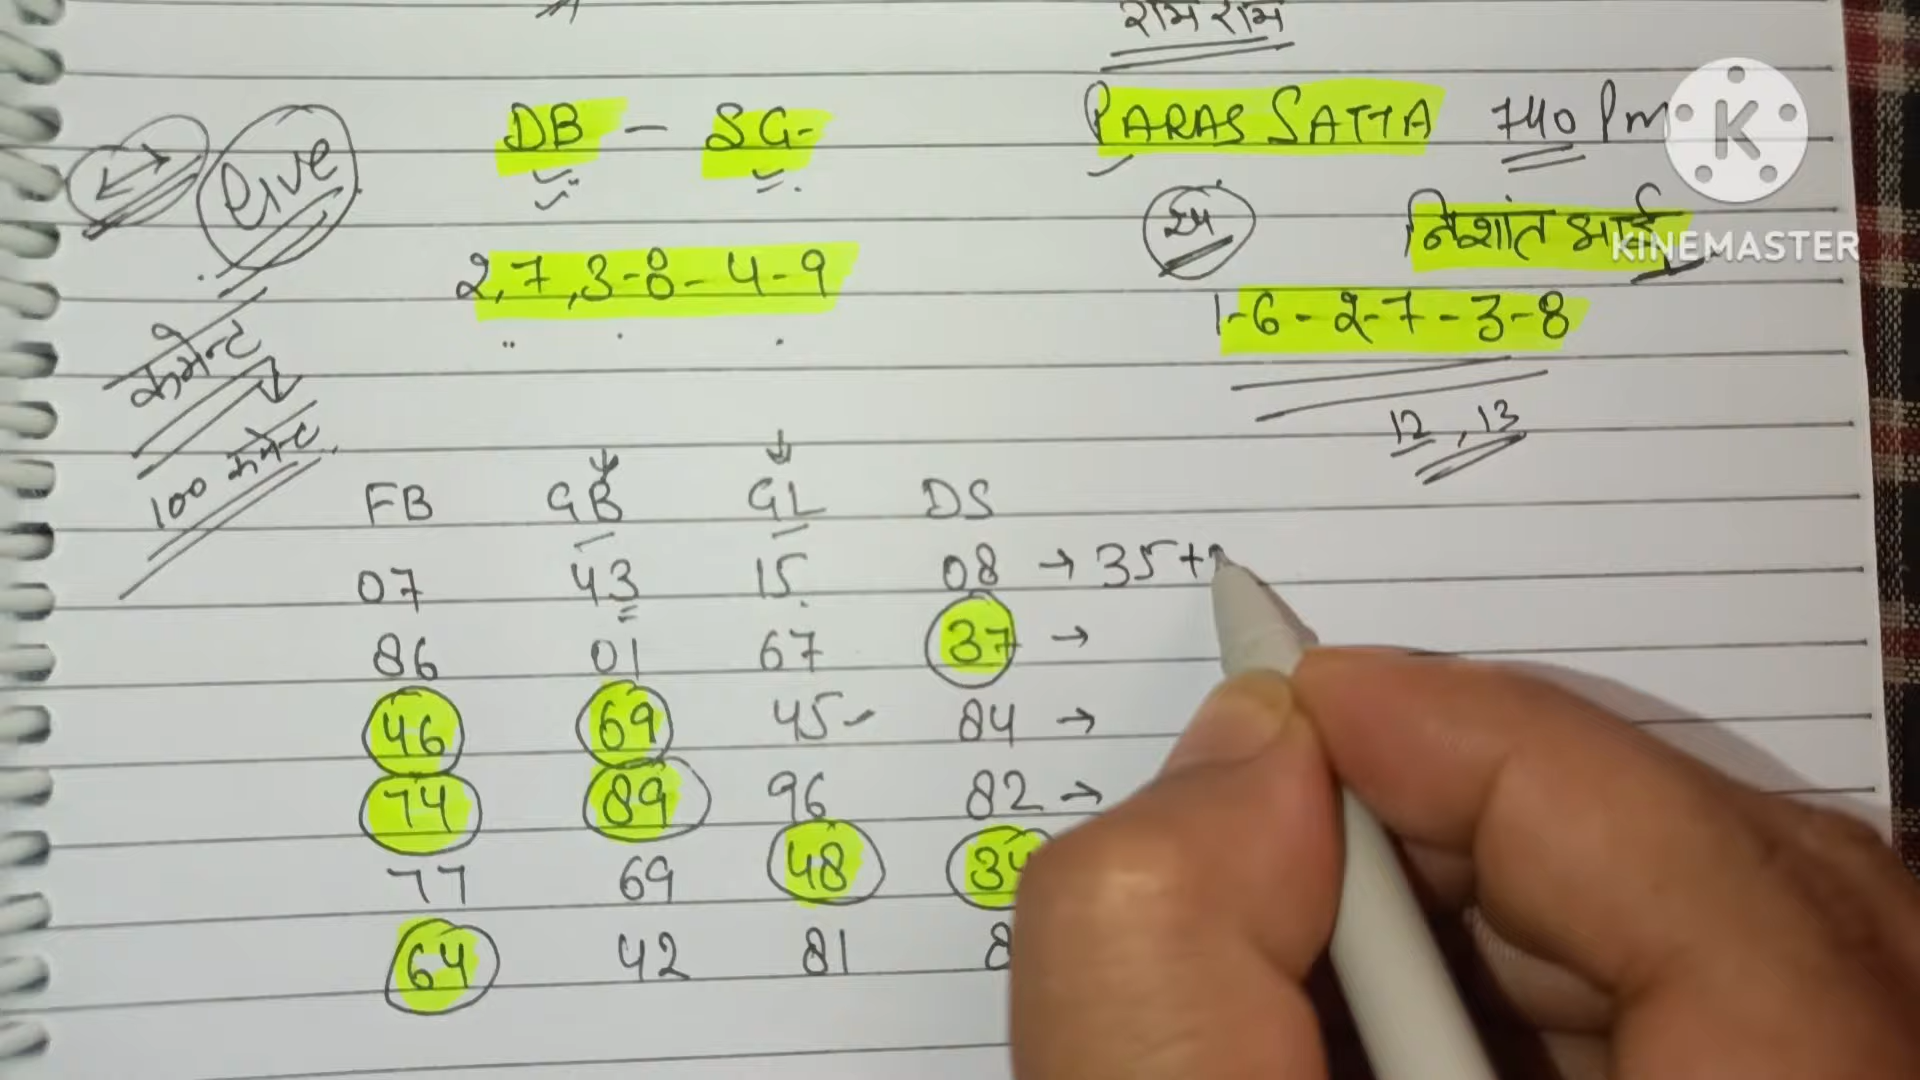 राम राम
DB - SG-
PARAS SATTA 740 Pm
K
live
निशांत भाई
KINEMASTER
2,7,3-8-4-9
1-6-2-7-3-8
कमेन्ट
12, 13
100 कमेन्ट
FB GB GL DS
07 43 15 08 → 35+
86 01 67 37 →
46 69 45- 84 →
74 89 96 82 →
77 69 48 34
64 42 81 8